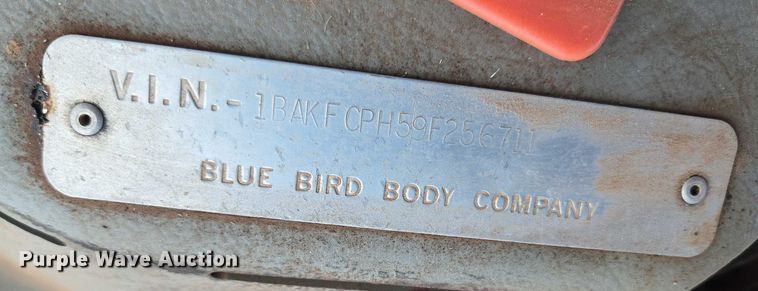 V.I.N.-1BAKFCPH59F256711
BLUE BIRD BODY COMPANY
Purple Wave Auction